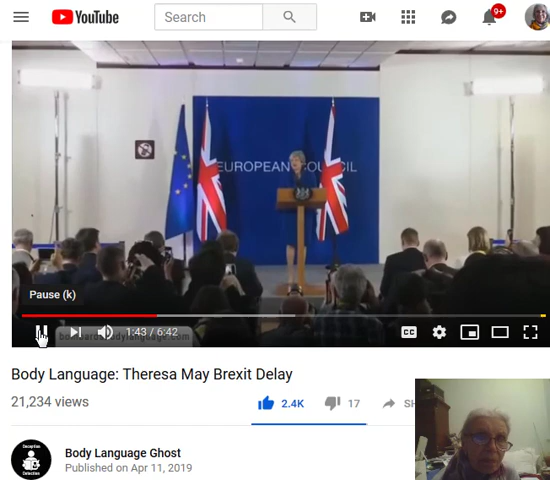 YouTube
Search
9+
EUROPEAN COUNCIL
Pause (k)
1:43 / 6:42
CC
Body Language: Theresa May Brexit Delay
21,234 views
2.4K
17
SH
Body Language Ghost
Published on Apr 11, 2019